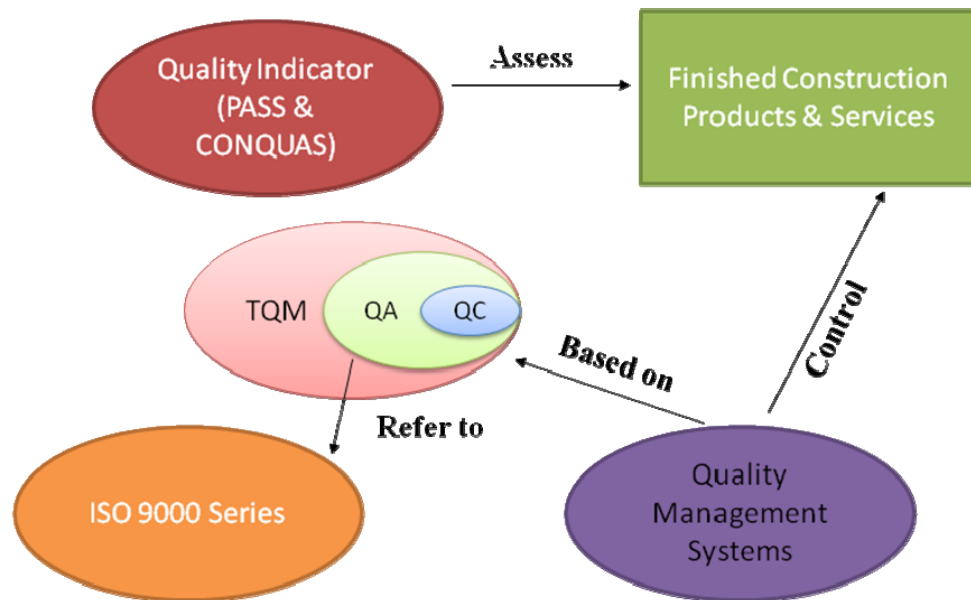 Quality Indicator
(PASS &
CONQUAS)
Assess
Finished Construction
Products & Services
TQM
QA
QC
Based on
Control
Refer to
ISO 9000 Series
Quality
Management
Systems